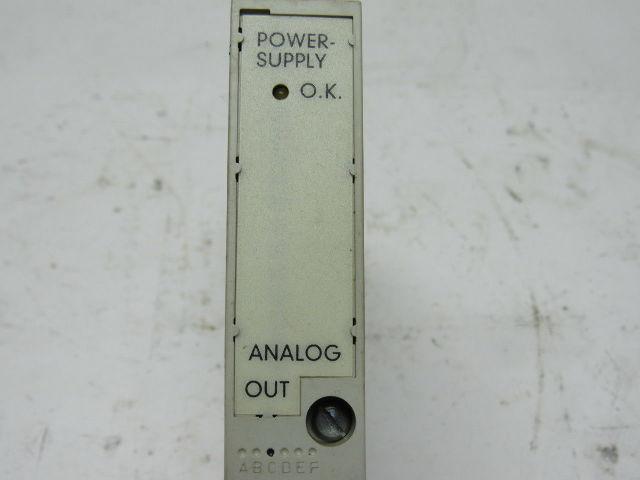 POWER-
SUPPLY
O.K.
ANALOG
OUT
ABCDEF